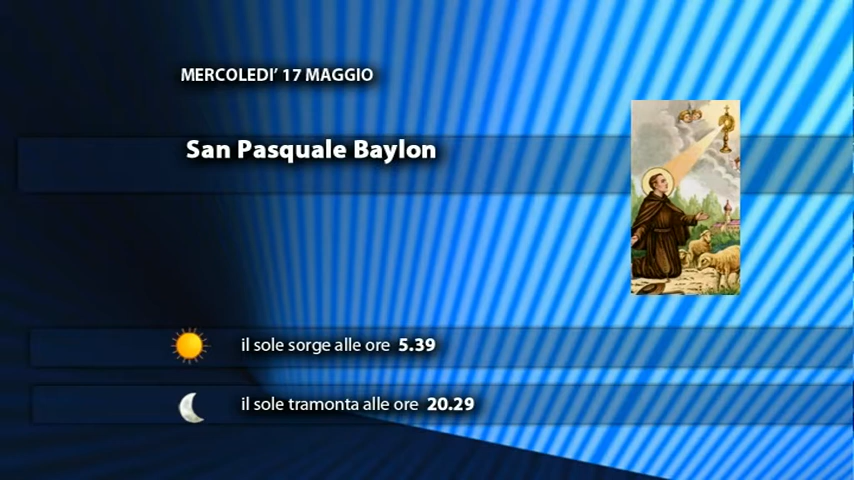 MERCOLEDI’ 17 MAGGIO
San Pasquale Baylon
il sole sorge alle ore 5.39
il sole tramonta alle ore 20.29